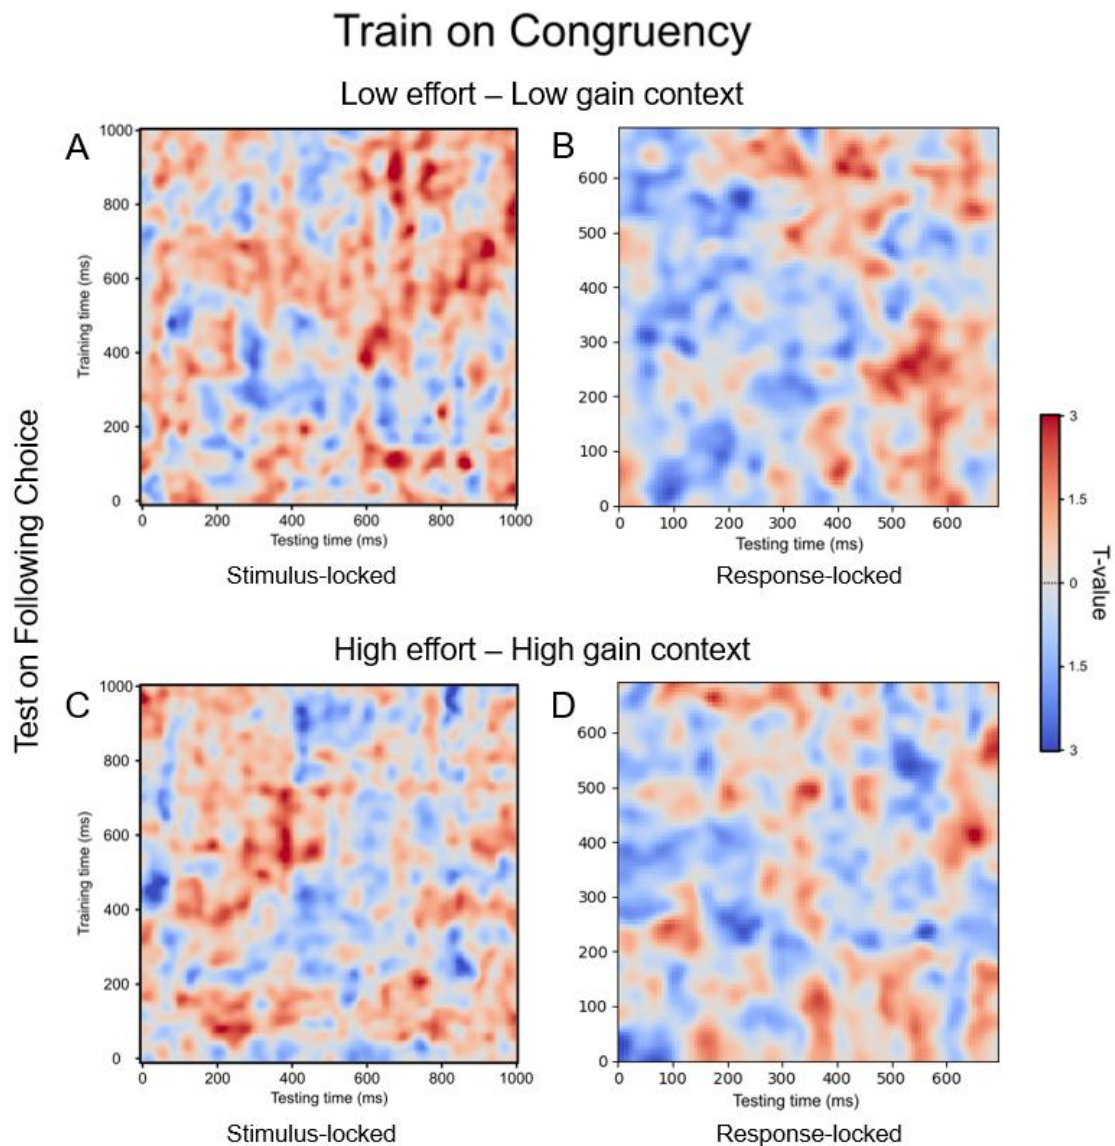 Train on Congruency
Low effort – Low gain context
A
1000
800
600
400
200
0
Training time (ms)
0 200 400 600 800 1000
Testing time (ms)
Stimulus-locked
B
600
500
400
300
200
100
0
0 100 200 300 400 500 600
Testing time (ms)
Response-locked
Test on Following Choice
3
1.5
0
1.5
3
T-value
High effort – High gain context
C
1000
800
600
400
200
0
Training time (ms)
0 200 400 600 800 1000
Testing time (ms)
Stimulus-locked
D
600
500
400
300
200
100
0
0 100 200 300 400 500 600
Testing time (ms)
Response-locked